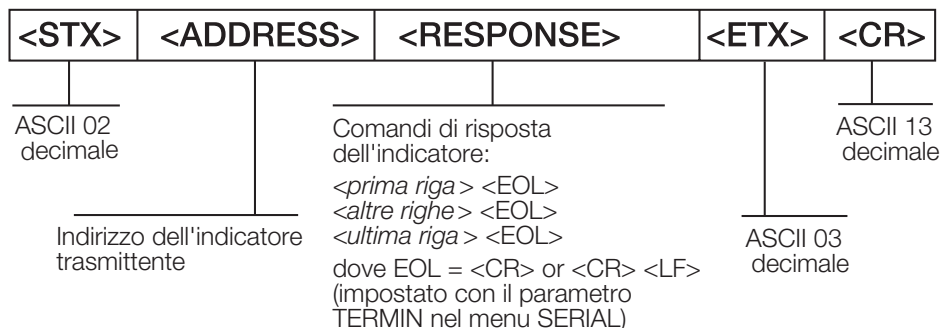 <STX> <ADDRESS> <RESPONSE> <ETX> <CR>
ASCII 02
decimale
Indirizzo dell'indicatore
trasmittente
Comandi di risposta
dell'indicatore:
<prima riga> <EOL>
<altre righe> <EOL>
<ultima riga> <EOL>
dove EOL = <CR> or <CR> <LF>
(impostato con il parametro
TERMIN nel menu SERIAL)
ASCII 03
decimale
ASCII 13
decimale